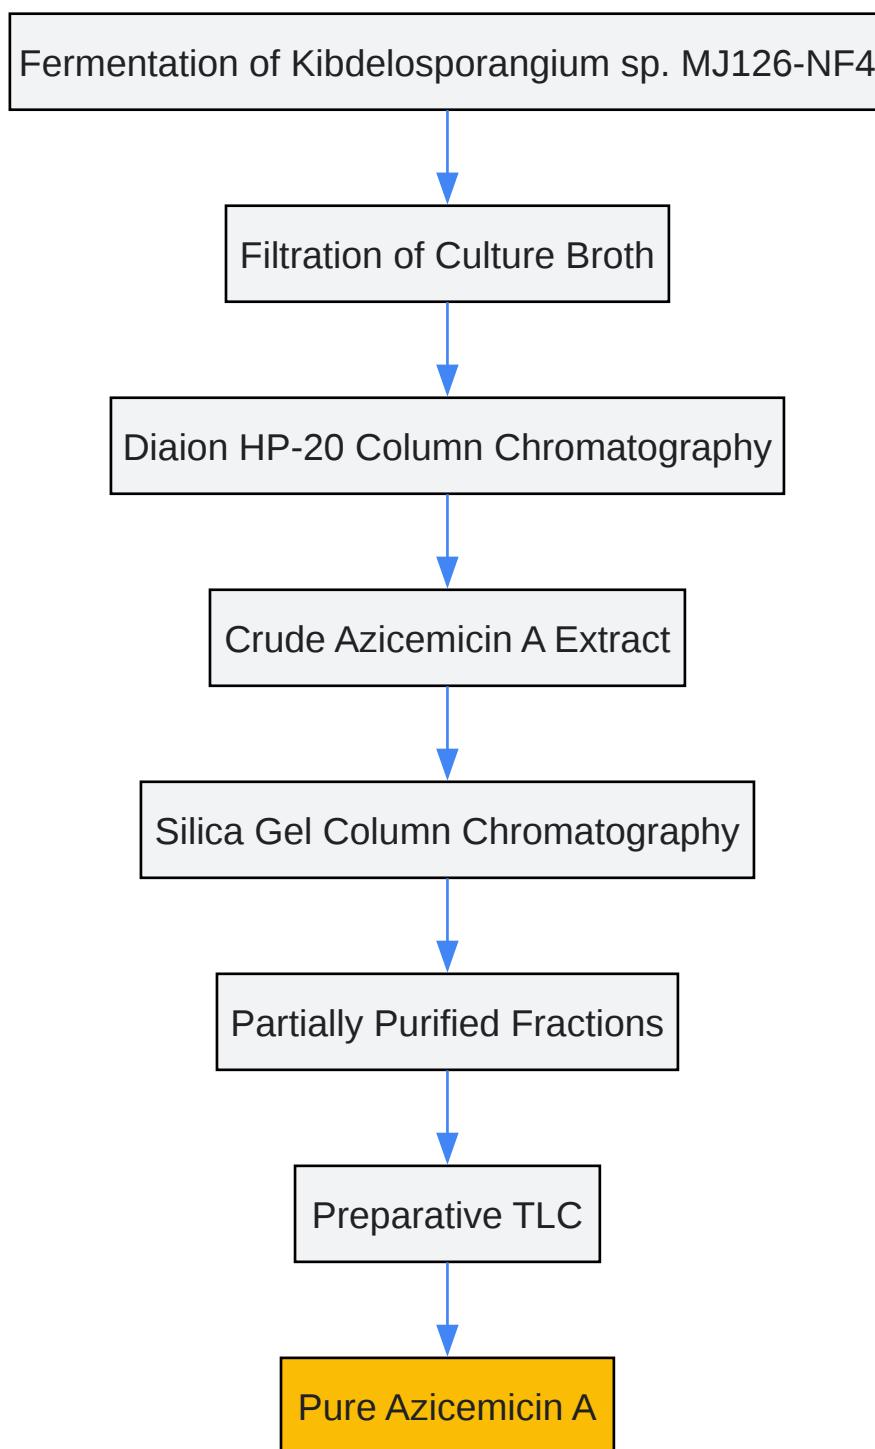 Fermentation of Kibdelosporangium sp. MJ126-NF4
Filtration of Culture Broth
Diaion HP-20 Column Chromatography
Crude Azicemicin A Extract
Silica Gel Column Chromatography
Partially Purified Fractions
Preparative TLC
Pure Azicemicin A